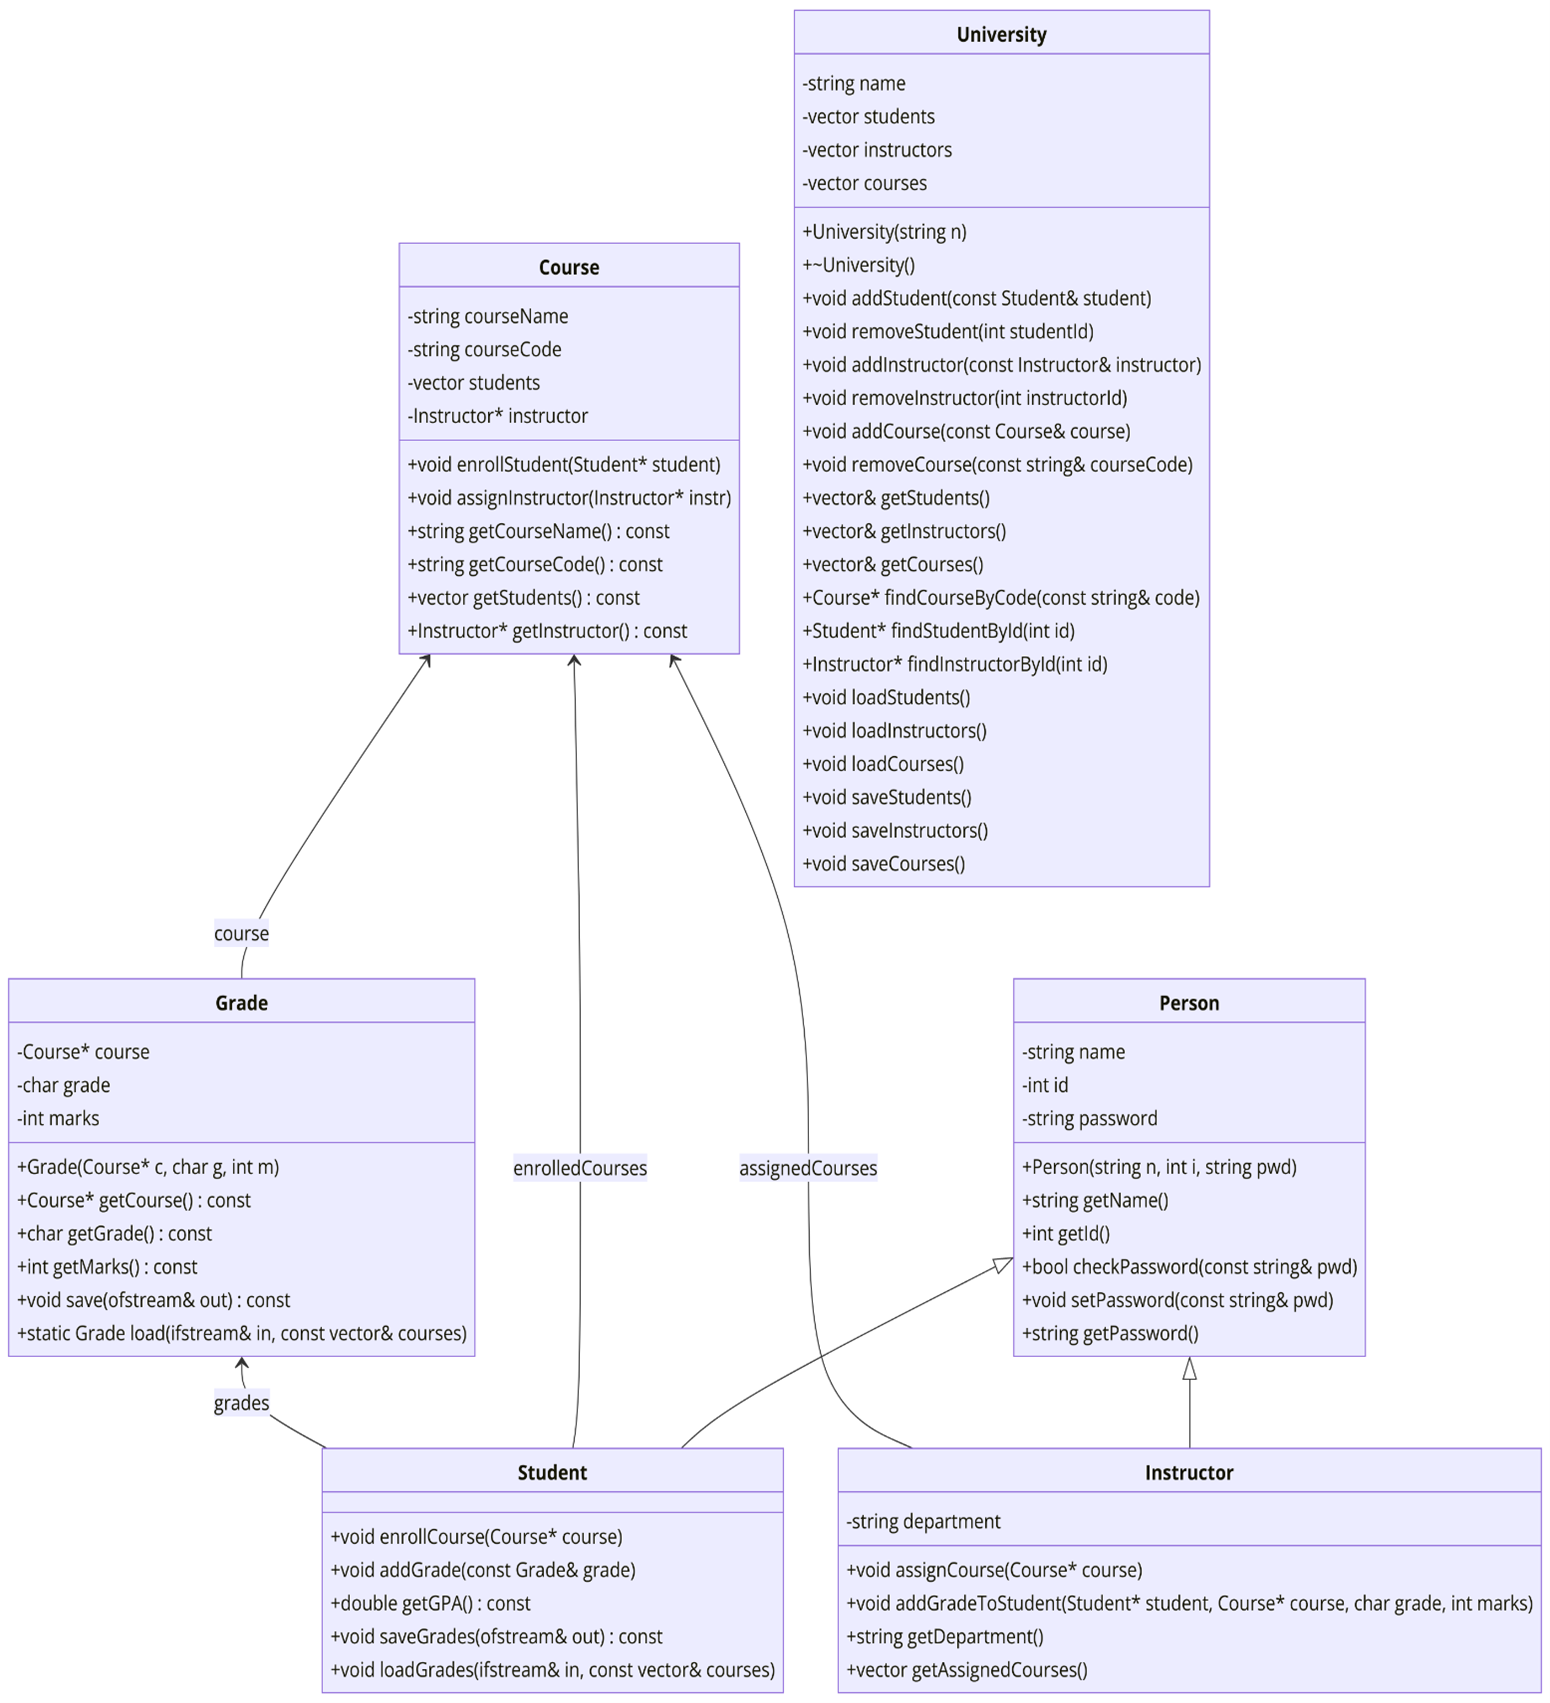 University
-string name
-vector students
-vector instructors
-vector courses
+University(string n)
+~University()
+void addStudent(const Student& student)
+void removeStudent(int studentId)
+void addInstructor(const Instructor& instructor)
+void removeInstructor(int instructorId)
+void addCourse(const Course& course)
+void removeCourse(const string& courseCode)
+vector& getStudents()
+vector& getInstructors()
+vector& getCourses()
+Course* findCourseByCode(const string& code)
+Student* findStudentById(int id)
+Instructor* findInstructorById(int id)
+void loadStudents()
+void loadInstructors()
+void loadCourses()
+void saveStudents()
+void saveInstructors()
+void saveCourses()
Course
-string courseName
-string courseCode
-vector students
-Instructor* instructor
+void enrollStudent(Student* student)
+void assignInstructor(Instructor* instr)
+string getCourseName() : const
+string getCourseCode() : const
+vector getStudents() : const
+Instructor* getInstructor() : const
course
enrolledCourses
assignedCourses
Grade
-Course* course
-char grade
-int marks
+Grade(Course* c, char g, int m)
+Course* getCourse() : const
+char getGrade() : const
+int getMarks() : const
+void save(ofstream& out) : const
+static Grade load(ifstream& in, const vector& courses)
Person
-string name
-int id
-string password
+Person(string n, int i, string pwd)
+string getName()
+int getId()
+bool checkPassword(const string& pwd)
+void setPassword(const string& pwd)
+string getPassword()
grades
Student
+void enrollCourse(Course* course)
+void addGrade(const Grade& grade)
+double getGPA() : const
+void saveGrades(ofstream& out) : const
+void loadGrades(ifstream& in, const vector& courses)
Instructor
-string department
+void assignCourse(Course* course)
+void addGradeToStudent(Student* student, Course* course, char grade, int marks)
+string getDepartment()
+vector getAssignedCourses()